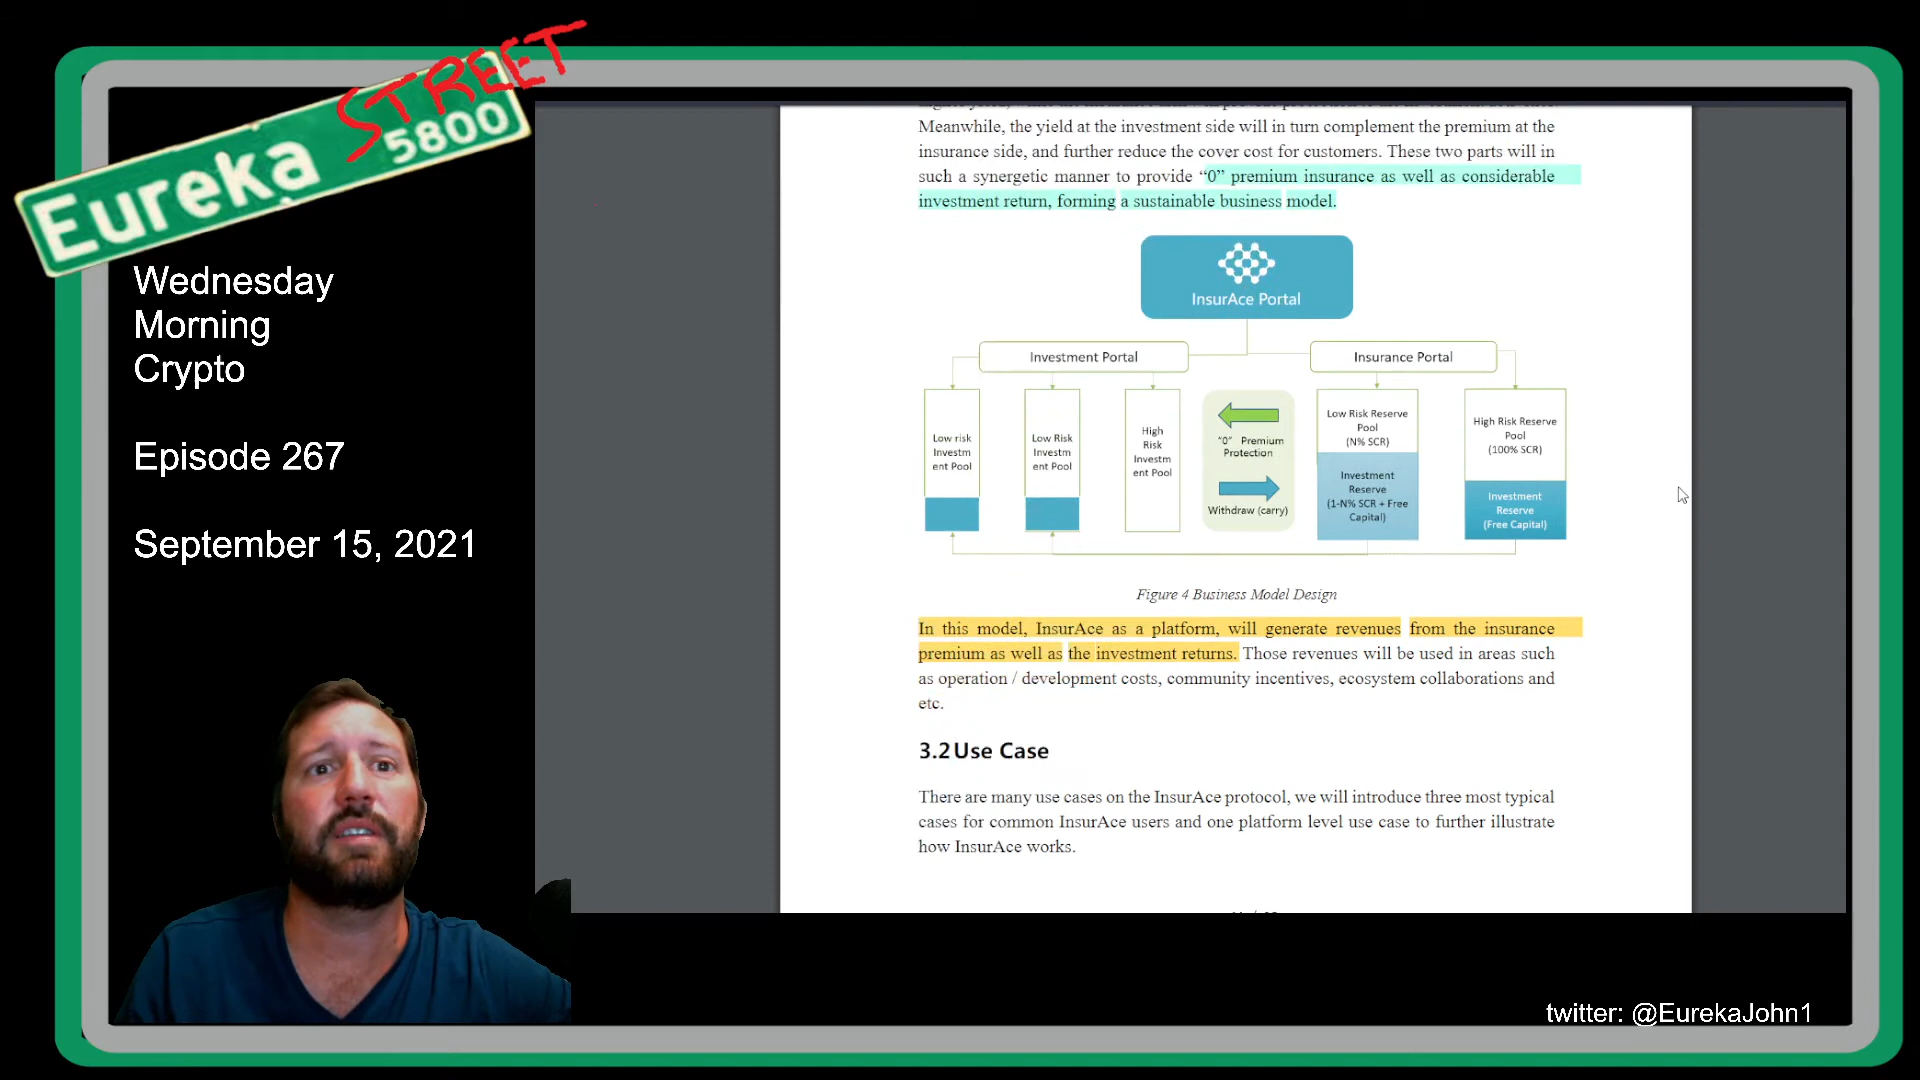 Eureka STREET
5800
Wednesday
Morning
Crypto
Episode 267
September 15, 2021
Meanwhile, the yield at the investment side will in turn complement the premium at the
insurance side, and further reduce the cover cost for customers. These two parts will in
such a synergetic manner to provide “0” premium insurance as well as considerable
investment return, forming a sustainable business model.
InsurAce Portal
Investment Portal
Insurance Portal
Low risk
Investm
ent Pool
Low Risk
Investm
ent Pool
High
Risk
Investm
ent Pool
"0" Premium
Protection
Withdraw (carry)
Low Risk Reserve
Pool
(N% SCR)
Investment
Reserve
(1-N% SCR + Free
Capital)
High Risk Reserve
Pool
(100% SCR)
Investment
Reserve
(Free Capital)
Figure 4 Business Model Design
In this model, InsurAce as a platform, will generate revenues from the insurance
premium as well as the investment returns. Those revenues will be used in areas such
as operation / development costs, community incentives, ecosystem collaborations and
etc.
3.2 Use Case
There are many use cases on the InsurAce protocol, we will introduce three most typical
cases for common InsurAce users and one platform level use case to further illustrate
how InsurAce works.
twitter: @EurekaJohn1